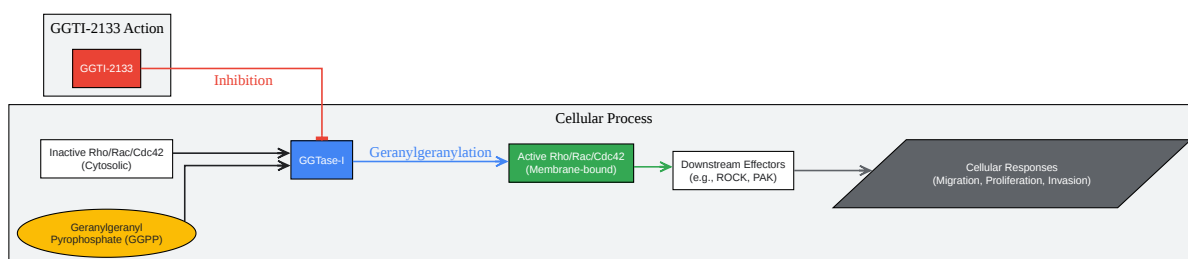 GGTI-2133 Action
GGTI-2133
Inhibition
Cellular Process
Inactive Rho/Rac/Cdc42
(Cytosolic)
GGTase-I
Geranylgeranylation
Active Rho/Rac/Cdc42
(Membrane-bound)
Downstream Effectors
(e.g., ROCK, PAK)
Cellular Responses
(Migration, Proliferation, Invasion)
Geranylgeranyl
Pyrophosphate (GGPP)